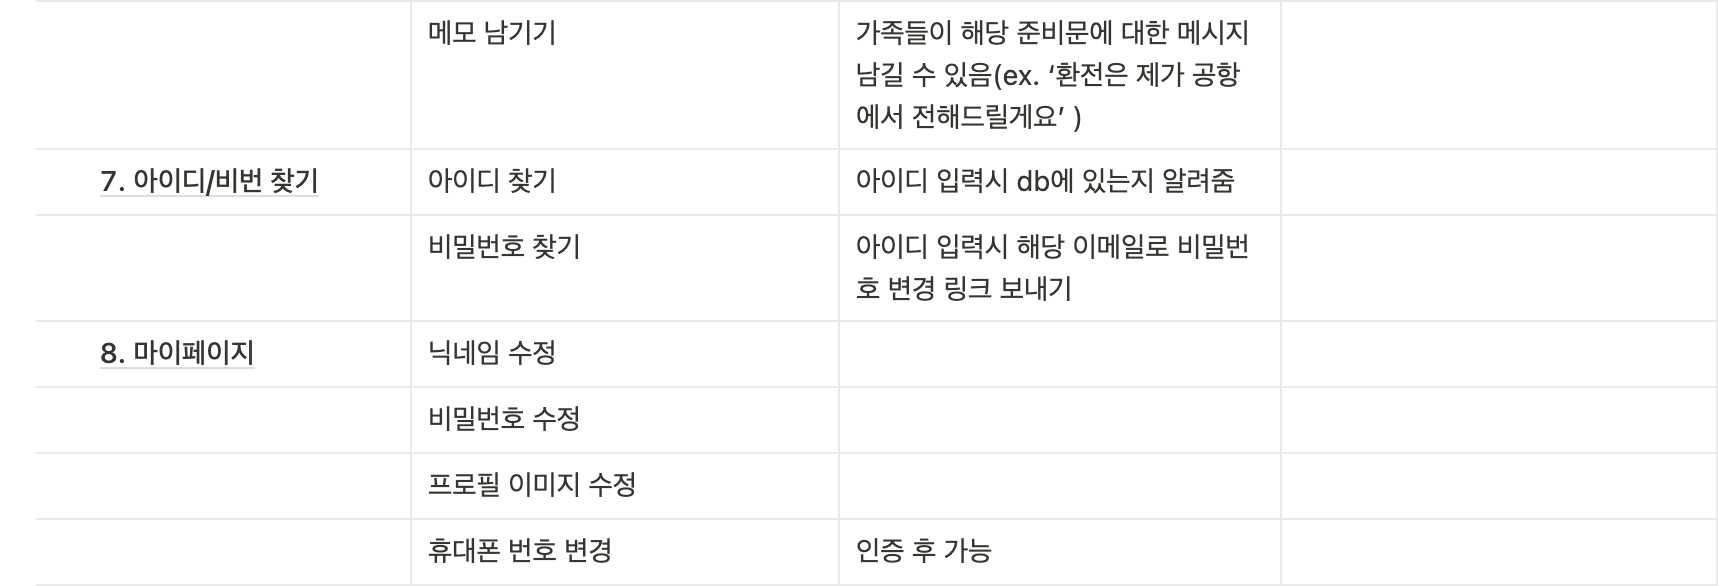 메모 남기기
가족들이 해당 준비문에 대한 메시지
남길 수 있음(ex. ‘환전은 제가 공항
에서 전해드릴게요’ )
7. 아이디/비번 찾기
아이디 찾기
아이디 입력시 db에 있는지 알려줌
비밀번호 찾기
아이디 입력시 해당 이메일로 비밀번
호 변경 링크 보내기
8. 마이페이지
닉네임 수정
비밀번호 수정
프로필 이미지 수정
휴대폰 번호 변경
인증 후 가능